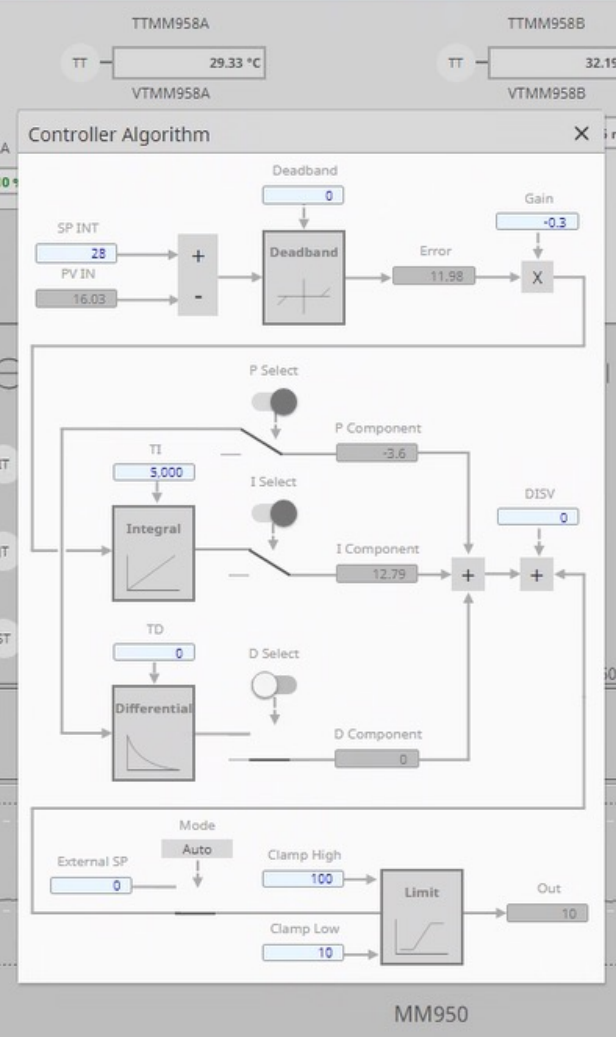 TTMM958A
TTMM958B
TT
29.33 °C
TT
32.19
VTMM958A
VTMM958B
Controller Algorithm
Deadband
0
Gain
-0.3
SP INT
28
+
Deadband
Error
11.98
X
PV IN
16.03
-
P Select
P Component
-3.6
TI
5,000
I Select
DISV
0
Integral
I Component
12.79
+
+
TD
0
D Select
Differential
D Component
0
Mode
Auto
External SP
0
Clamp High
100
Limit
Out
10
Clamp Low
10
MM950